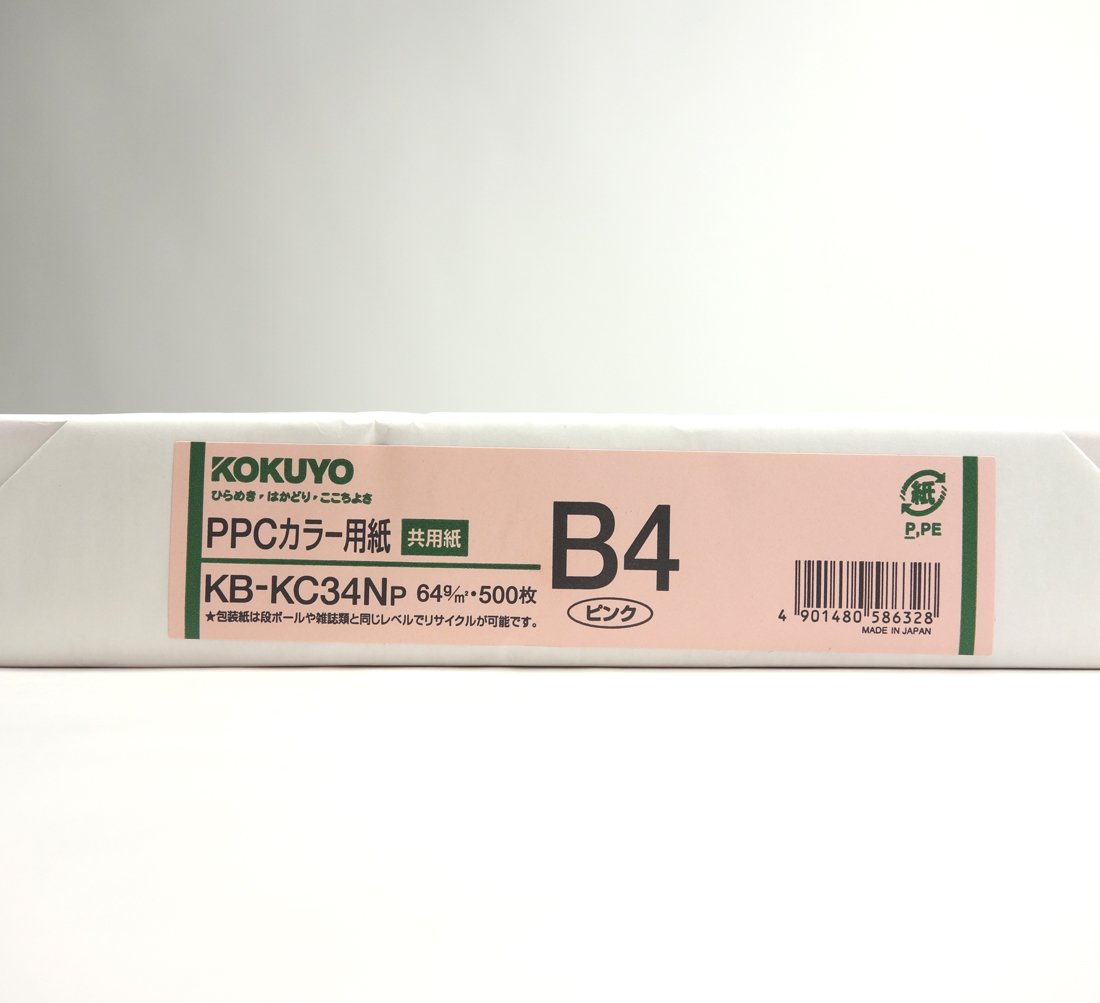 KOKUYO
ひらめき・はかどり・ここちよさ
PPCカラー用紙 共用紙
KB-KC34NP 64g/m²・500枚
★包装紙は段ボールや雑誌類と同じレベルでリサイクルが可能です。
B4
ピンク
紙
P,PE
4 901480 586328
MADE IN JAPAN